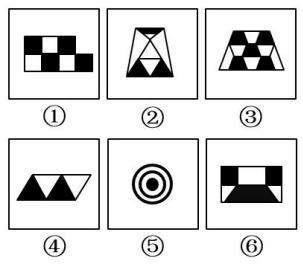 ① ② ③
④ ⑤ ⑥